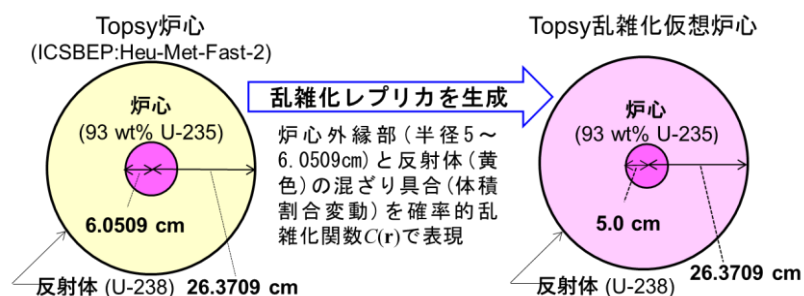 Topsy炉心
(ICSBEP:Heu-Met-Fast-2)
炉心
(93 wt% U-235)
6.0509 cm
反射体 (U-238)
26.3709 cm
乱雑化レプリカを生成
炉心外縁部(半径5～
6.0509cm)と反射体(黄
色)の混ざり具合(体積
割合変動)を確率的乱
雑化関数C(r)で表現
Topsy乱雑化仮想炉心
炉心
(93 wt% U-235)
5.0 cm
反射体 (U-238)
26.3709 cm